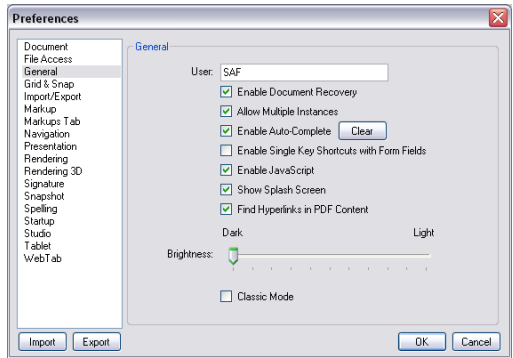 Preferences
Document
File Access
General
Grid & Snap
Import/Export
Markup
Markups Tab
Navigation
Presentation
Rendering
Rendering 3D
Signature
Snapshot
Spelling
Startup
Studio
Tablet
WebTab
General
User: SAF
Enable Document Recovery
Allow Multiple Instances
Enable Auto-Complete Clear
Enable Single Key Shortcuts with Form Fields
Enable JavaScript
Show Splash Screen
Find Hyperlinks in PDF Content
Dark Light
Brightness:
Classic Mode
Import Export OK Cancel